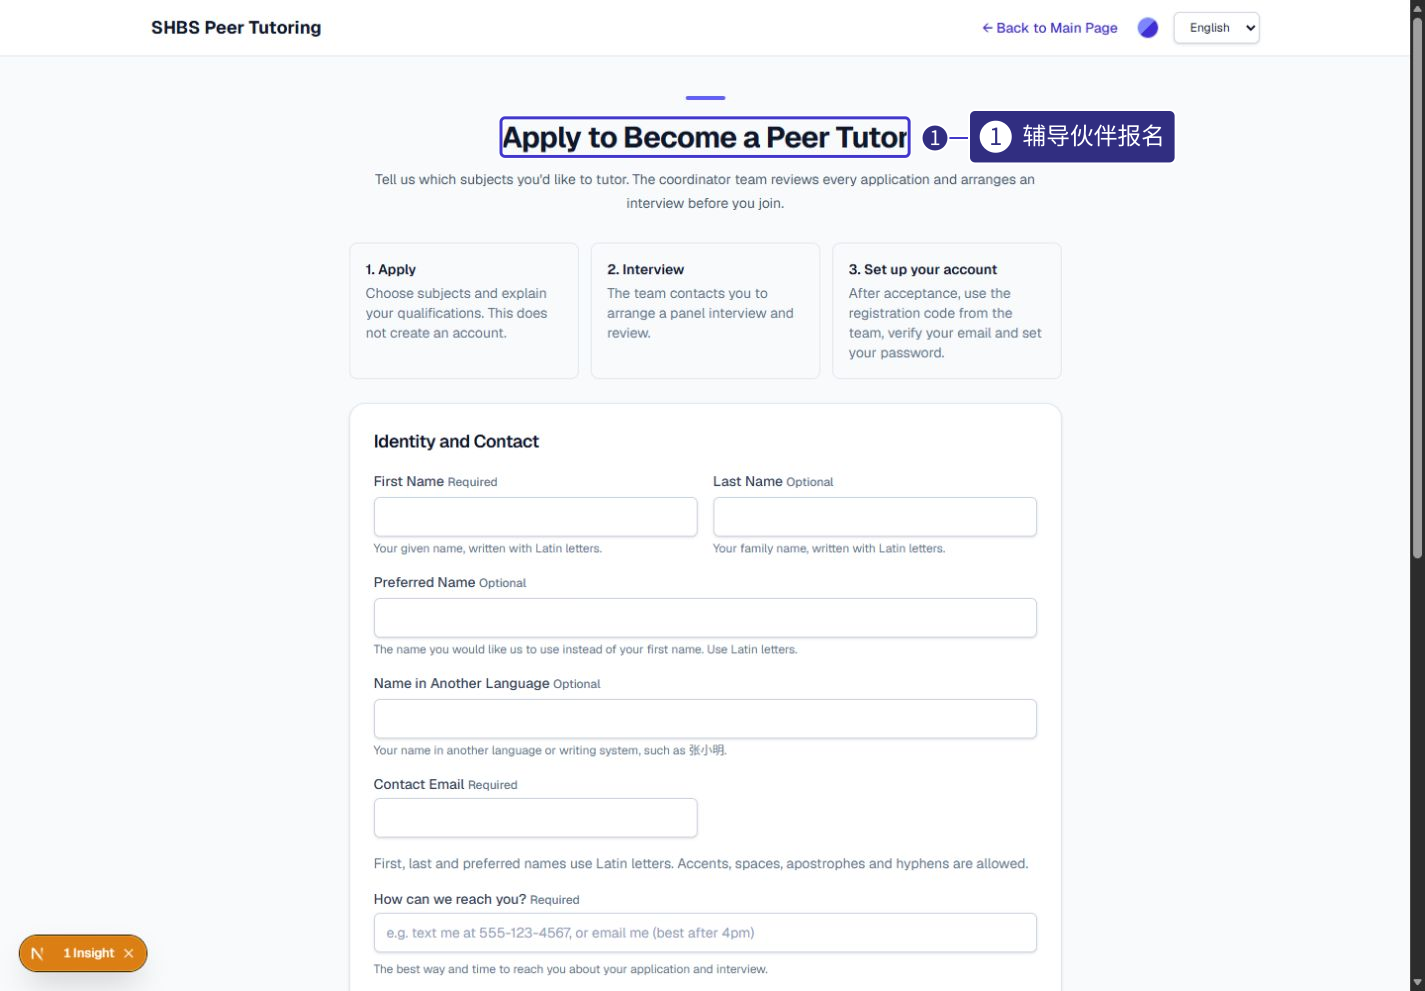 SHBS Peer Tutoring
← Back to Main Page
English
Apply to Become a Peer Tutor
1
1 辅导伙伴报名
Tell us which subjects you'd like to tutor. The coordinator team reviews every application and arranges an
interview before you join.
1. Apply
Choose subjects and explain
your qualifications. This does
not create an account.
2. Interview
The team contacts you to
arrange a panel interview and
review.
3. Set up your account
After acceptance, use the
registration code from the
team, verify your email and set
your password.
Identity and Contact
First Name Required
Your given name, written with Latin letters.
Last Name Optional
Your family name, written with Latin letters.
Preferred Name Optional
The name you would like us to use instead of your first name. Use Latin letters.
Name in Another Language Optional
Your name in another language or writing system, such as 张小明.
Contact Email Required
First, last and preferred names use Latin letters. Accents, spaces, apostrophes and hyphens are allowed.
How can we reach you? Required
e.g. text me at 555-123-4567, or email me (best after 4pm)
The best way and time to reach you about your application and interview.
N 1 Insight ×